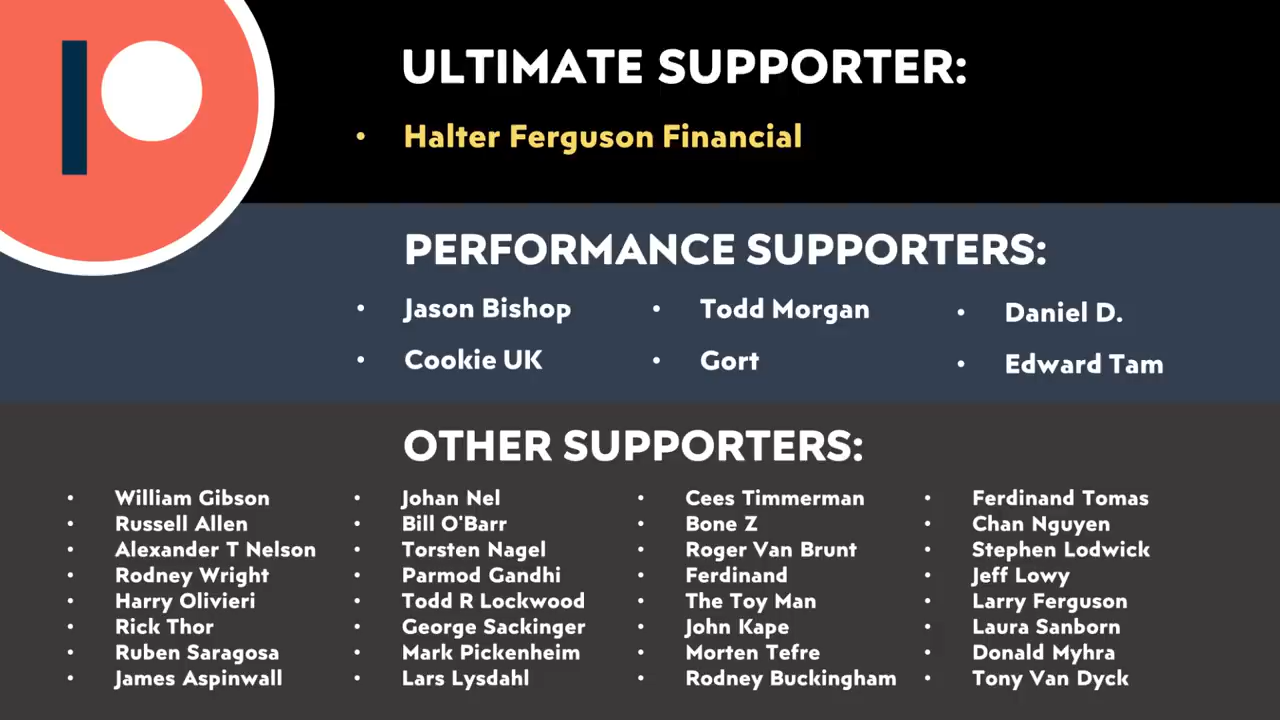 ULTIMATE SUPPORTER:
• Halter Ferguson Financial
PERFORMANCE SUPPORTERS:
• Jason Bishop
• Cookie UK
• Todd Morgan
• Gort
• Daniel D.
• Edward Tam
OTHER SUPPORTERS:
• William Gibson
• Russell Allen
• Alexander T Nelson
• Rodney Wright
• Harry Olivieri
• Rick Thor
• Ruben Saragosa
• James Aspinwall
• Johan Nel
• Bill O'Barr
• Torsten Nagel
• Parmod Gandhi
• Todd R Lockwood
• George Sackinger
• Mark Pickenheim
• Lars Lysdahl
• Cees Timmerman
• Bone Z
• Roger Van Brunt
• Ferdinand
• The Toy Man
• John Kape
• Morten Tefre
• Rodney Buckingham
• Ferdinand Tomas
• Chan Nguyen
• Stephen Lodwick
• Jeff Lowy
• Larry Ferguson
• Laura Sanborn
• Donald Myhra
• Tony Van Dyck